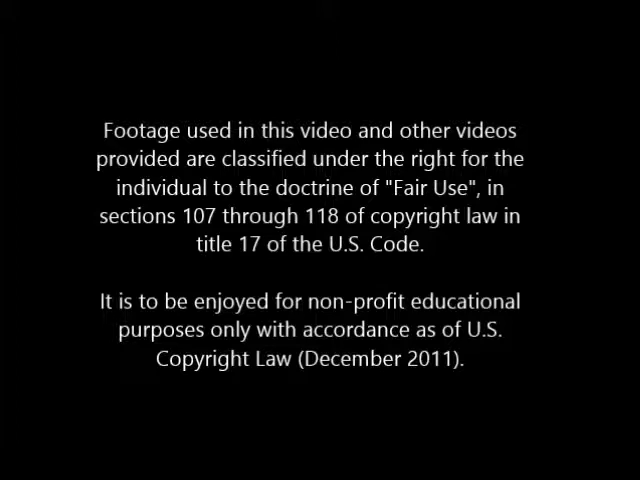 Footage used in this video and other videos
provided are classified under the right for the
individual to the doctrine of "Fair Use", in
sections 107 through 118 of copyright law in
title 17 of the U.S. Code.
It is to be enjoyed for non-profit educational
purposes only with accordance as of U.S.
Copyright Law (December 2011).